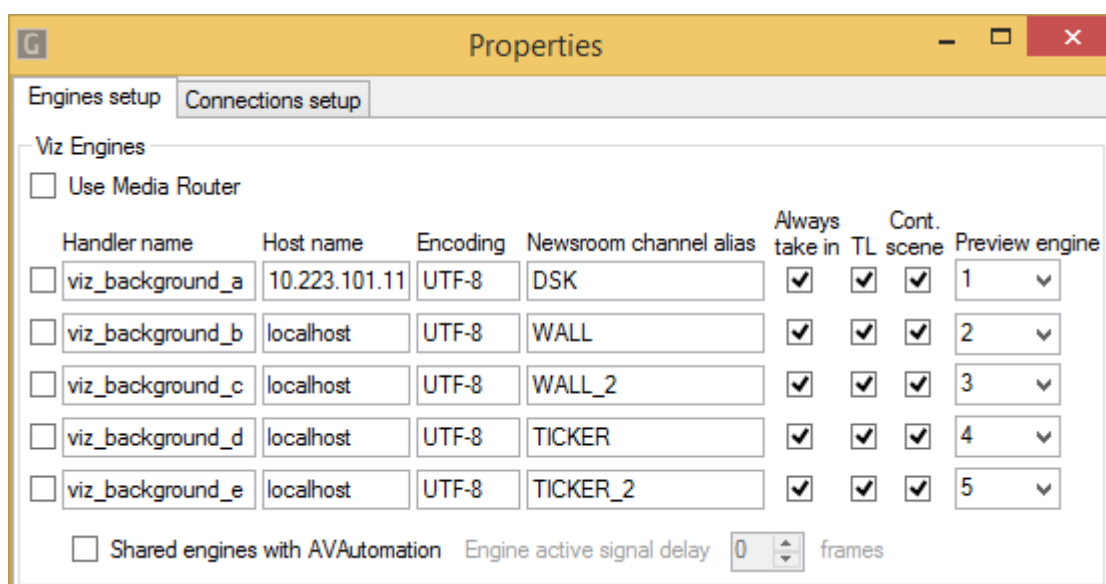 G Properties
Engines setup Connections setup
Viz Engines
Use Media Router
Always Cont.
Handler name Host name Encoding Newsroom channel alias take in TL scene Preview engine
viz_background_a 10.223.101.11 UTF-8 DSK 1
viz_background_b localhost UTF-8 WALL 2
viz_background_c localhost UTF-8 WALL_2 3
viz_background_d localhost UTF-8 TICKER 4
viz_background_e localhost UTF-8 TICKER_2 5
Shared engines with AVAutomation Engine active signal delay 0 frames